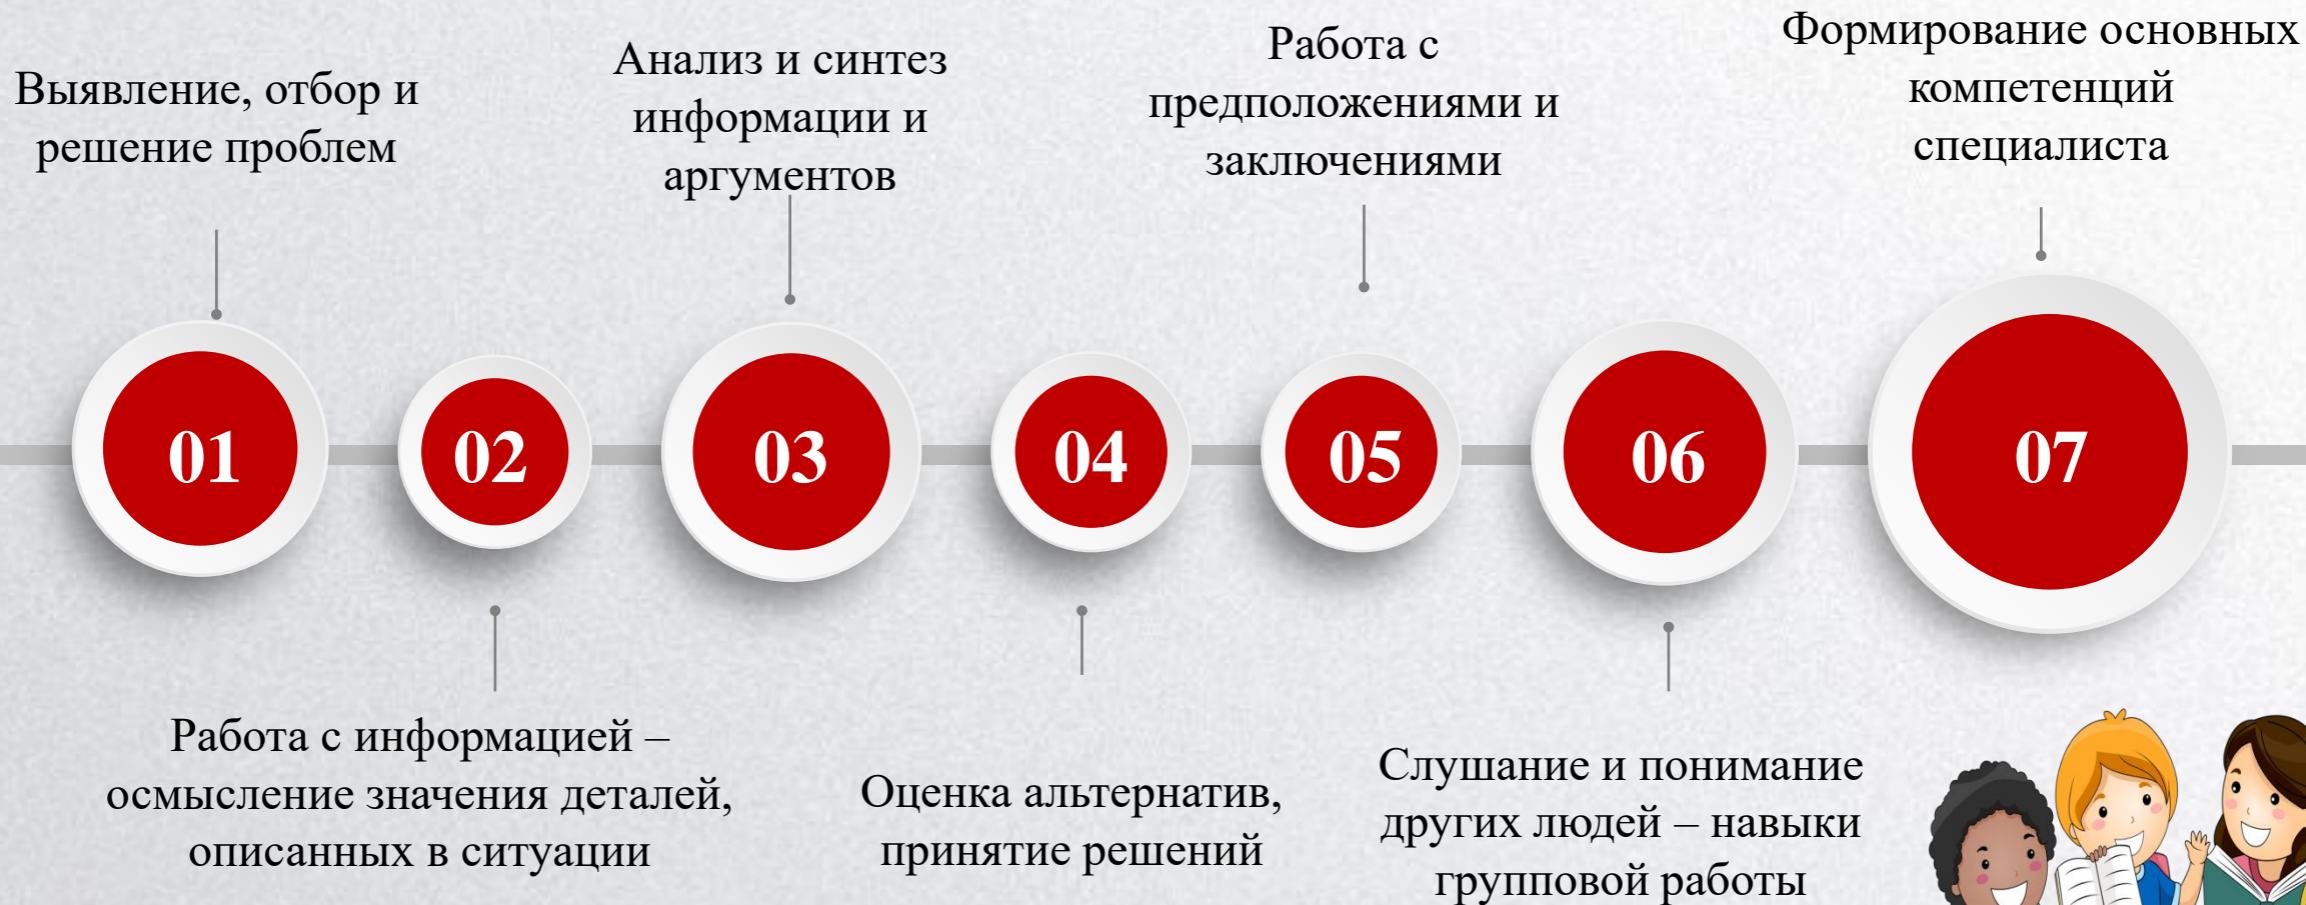 Выявление, отбор и
решение проблем
Анализ и синтез
информации и
аргументов
Работа с
предположениями и
заключениями
Формирование основных
компетенций
специалиста
01
02
03
04
05
06
07
Работа с информацией –
осмысление значения деталей,
описанных в ситуации
Оценка альтернатив,
принятие решений
Слушание и понимание
других людей – навыки
групповой работы